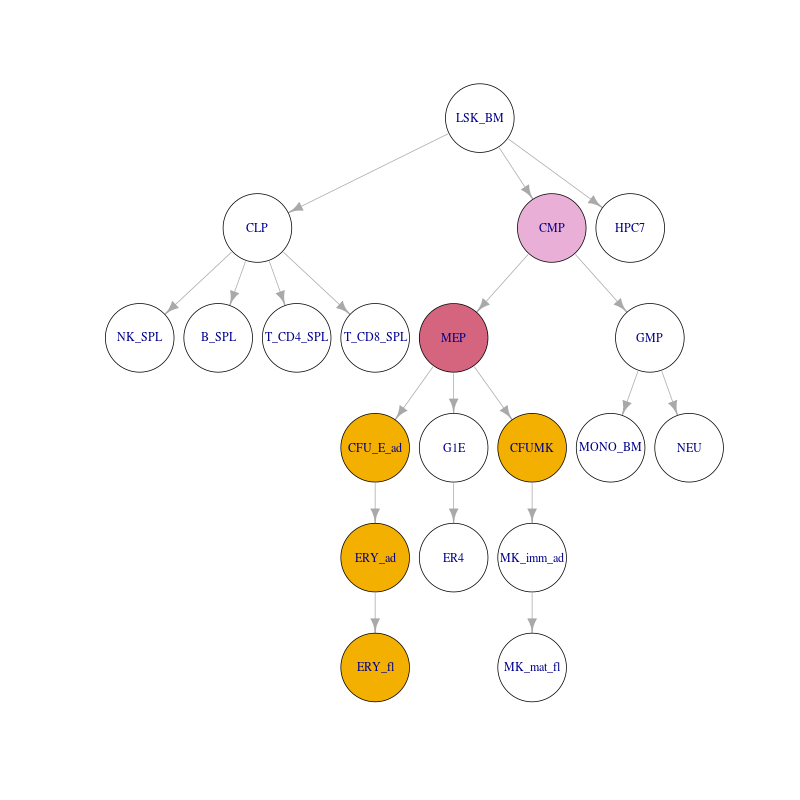 LSK_BM
CLP
CMP
HPC7
NK_SPL
B_SPL
T_CD4_SPL
T_CD8_SPL
MEP
GMP
CFU_E_ad
G1E
CFUMK
MONO_BM
NEU
ERY_ad
ER4
MK_imm_ad
ERY_fl
MK_mat_fl